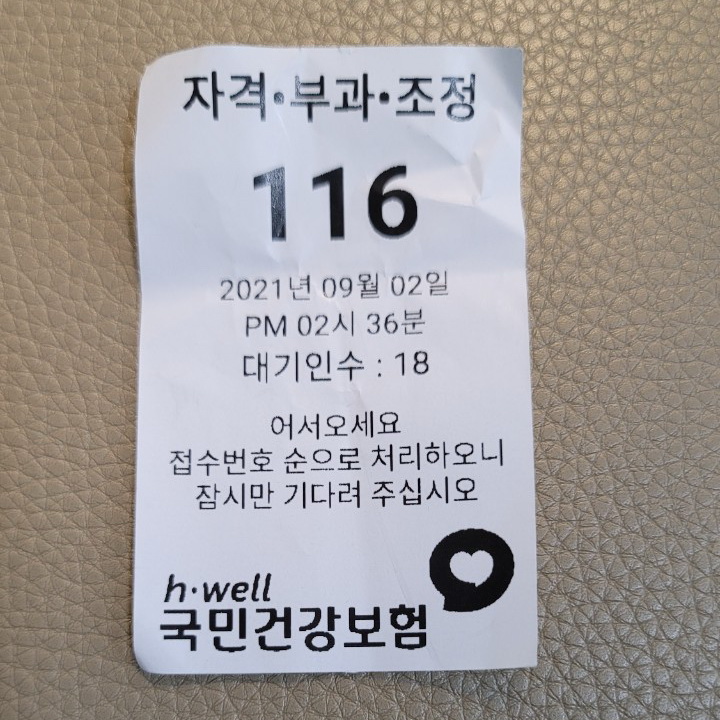 자격·부과·조정
116
2021년 09월 02일
PM 02시 36분
대기인수 : 18
어서오세요
접수번호 순으로 처리하오니
잠시만 기다려 주십시오
h·well
국민건강보험